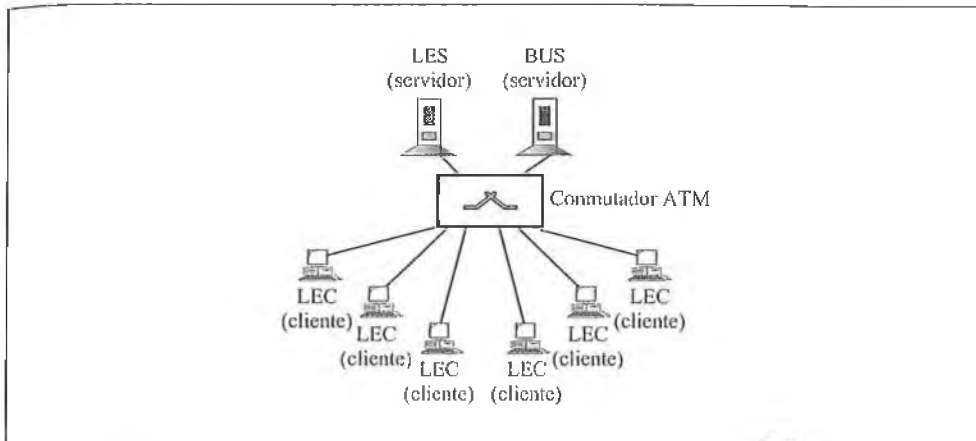 LES
(servidor)
BUS
(servidor)
Conmutador ATM
LEC
(cliente)
LEC
(cliente)
LEC
(cliente)
LEC
(cliente)
LEC
(cliente)
LEC
(cliente)